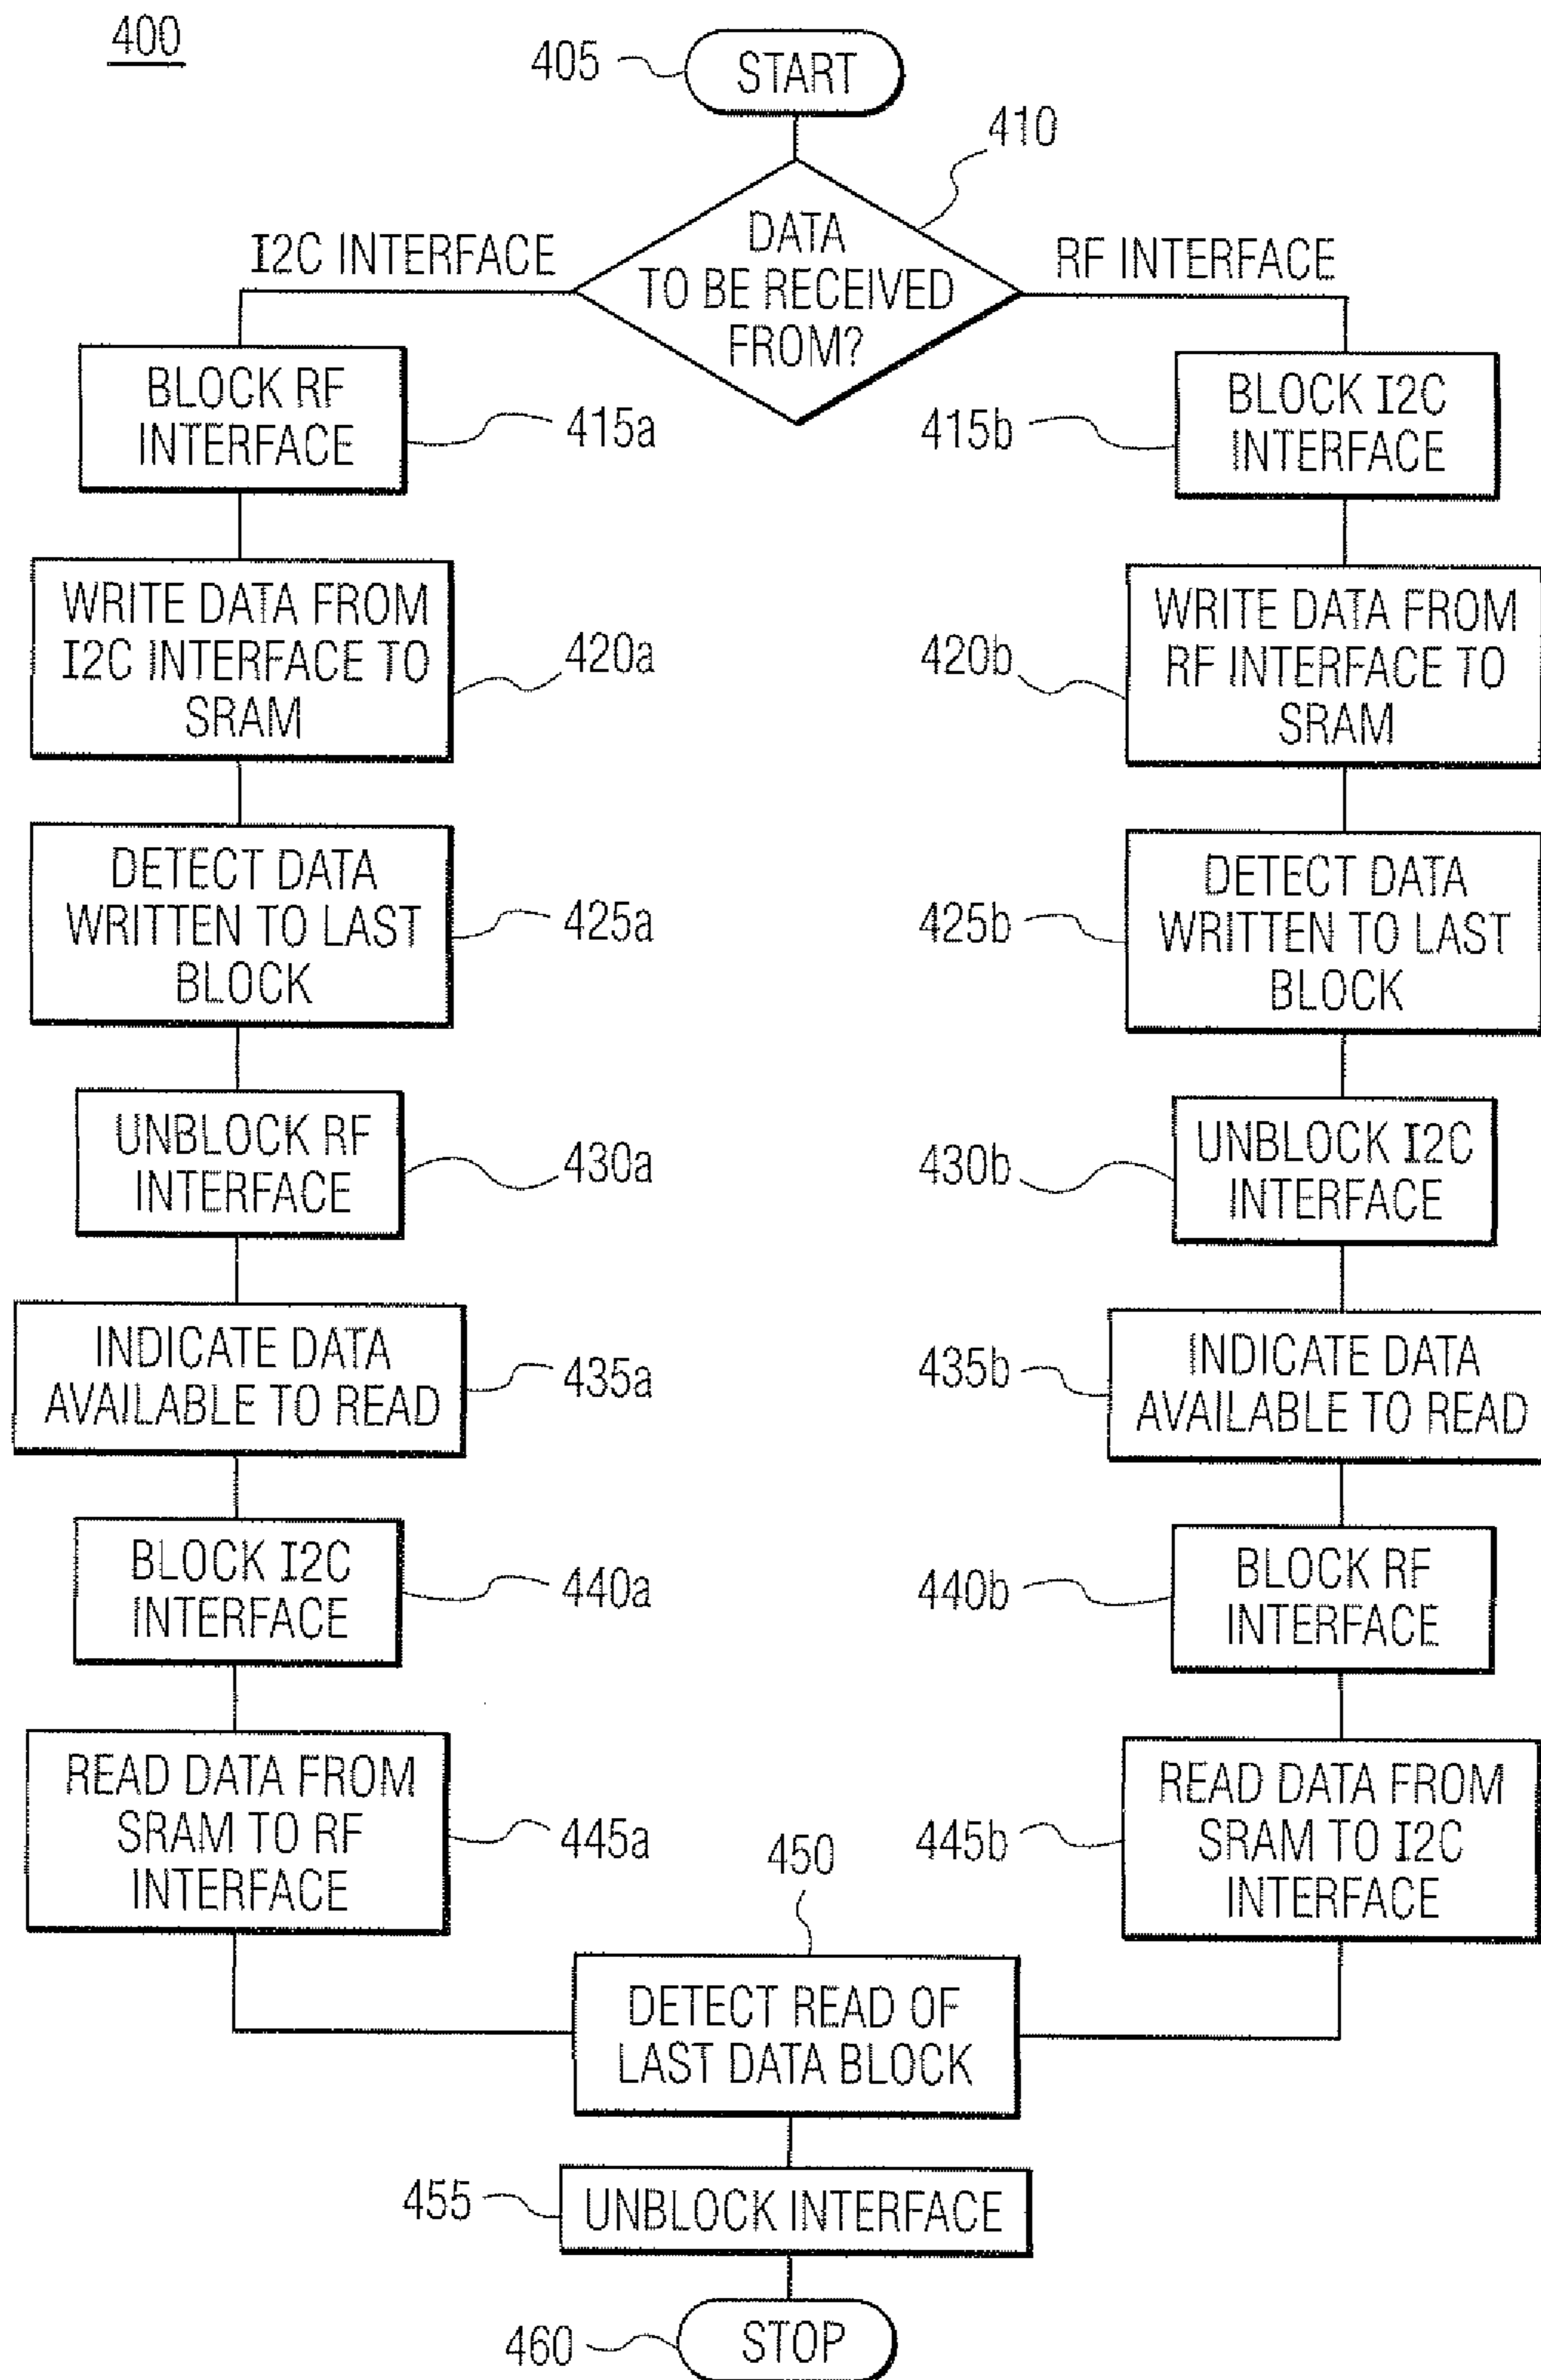 400
405
START
410
DATA
TO BE RECEIVED
FROM?
I2C INTERFACE
RF INTERFACE
BLOCK RF
INTERFACE
415a
415b
BLOCK I2C
INTERFACE
WRITE DATA FROM
I2C INTERFACE TO
SRAM
420a
420b
WRITE DATA FROM
RF INTERFACE TO
SRAM
DETECT DATA
WRITTEN TO LAST
BLOCK
425a
425b
DETECT DATA
WRITTEN TO LAST
BLOCK
UNBLOCK RF
INTERFACE
430a
430b
UNBLOCK I2C
INTERFACE
INDICATE DATA
AVAILABLE TO READ
435a
435b
INDICATE DATA
AVAILABLE TO READ
BLOCK I2C
INTERFACE
440a
440b
BLOCK RF
INTERFACE
READ DATA FROM
SRAM TO RF
INTERFACE
445a
445b
READ DATA FROM
SRAM TO I2C
INTERFACE
450
DETECT READ OF
LAST DATA BLOCK
455
UNBLOCK INTERFACE
460
STOP